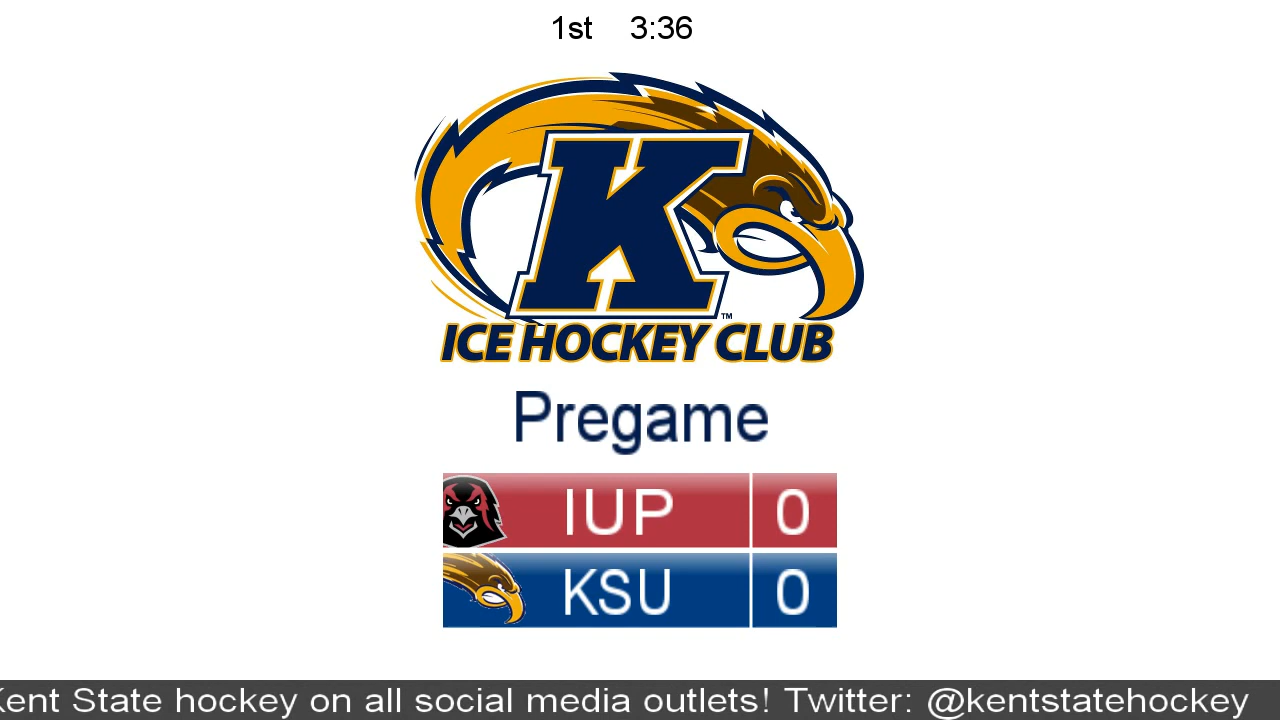 1st 3:36
K
TM
ICE HOCKEY CLUB
Pregame
IUP 0
KSU 0
Kent State hockey on all social media outlets! Twitter: @kentstatehockey